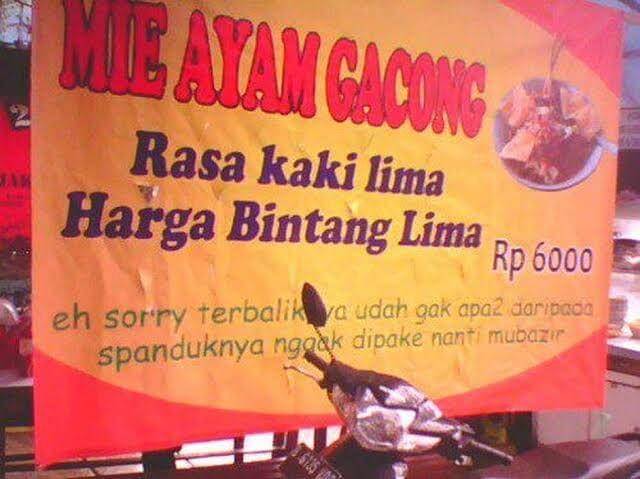 MIE AYAM GACONG
Rasa kaki lima
Harga Bintang Lima
Rp 6000
eh sorry terbalik ya udah gak apa2 daripada
spanduknya nggak dipake nanti mubazir